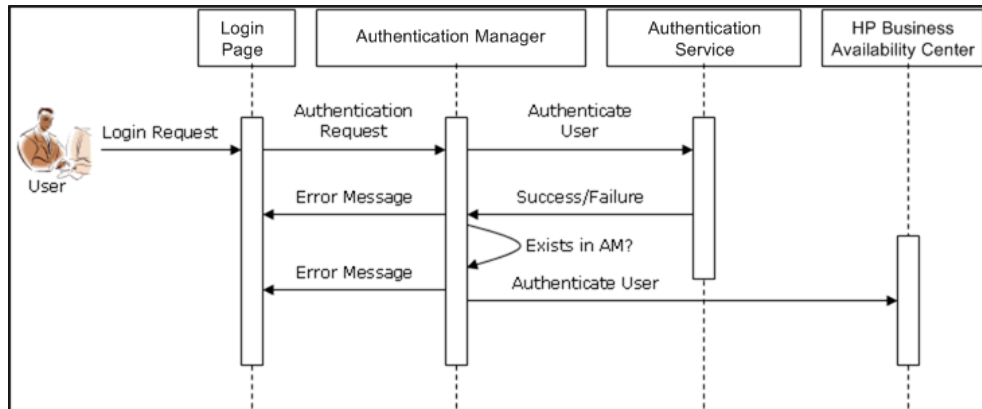 Login
Page
Authentication Manager
Authentication
Service
HP Business
Availability Center
Login Request
User
Authentication
Request
Authenticate
User
Error Message
Success/Failure
Exists in AM?
Error Message
Authenticate User